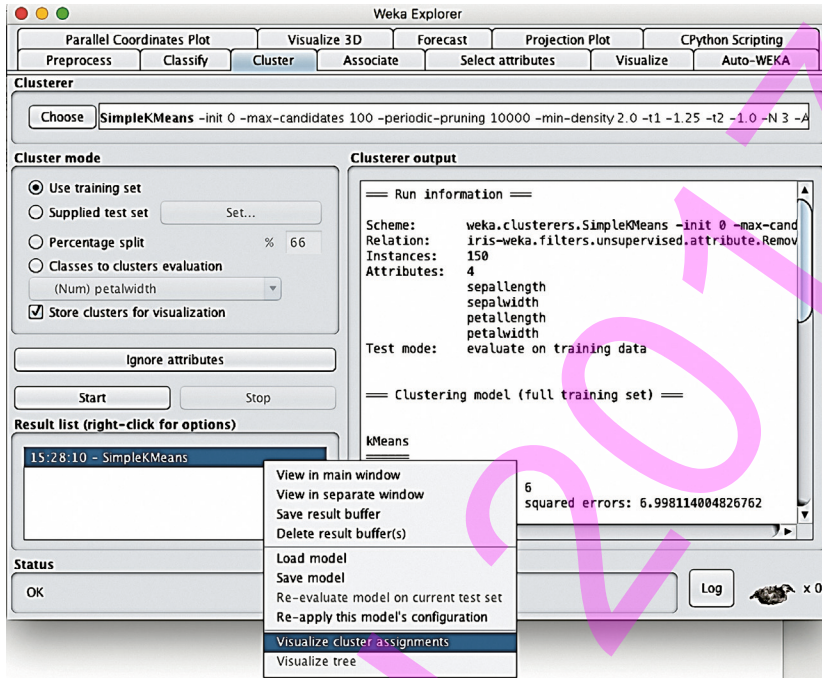 Weka Explorer
Parallel Coordinates Plot Visualize 3D Forecast Projection Plot CPython Scripting
Preprocess Classify Cluster Associate Select attributes Visualize Auto-WEKA
Clusterer
Choose SimpleKMeans -init 0 -max-candidates 100 -periodic-pruning 10000 -min-density 2.0 -t1 -1.25 -t2 -1.0 -N 3 -A
Cluster mode
Use training set
Supplied test set Set...
Percentage split % 66
Classes to clusters evaluation
(Num) petalwidth
Store clusters for visualization
Ignore attributes
Start Stop
Result list (right-click for options)
15:28:10 - SimpleKMeans
Clusterer output
=== Run information ===
Scheme: weka.clusterers.SimpleKMeans -init 0 -max-cand
Relation: iris-weka.filters.unsupervised.attribute.Remov
Instances: 150
Attributes: 4
sepallength
sepalwidth
petallength
petalwidth
Test mode: evaluate on training data
=== Clustering model (full training set) ===
kMeans
======
6
squared errors: 6.998114004826762
View in main window
View in separate window
Save result buffer
Delete result buffer(s)
Load model
Save model
Re-evaluate model on current test set
Re-apply this model's configuration
Visualize cluster assignments
Visualize tree
Status
OK
Log x 0
201